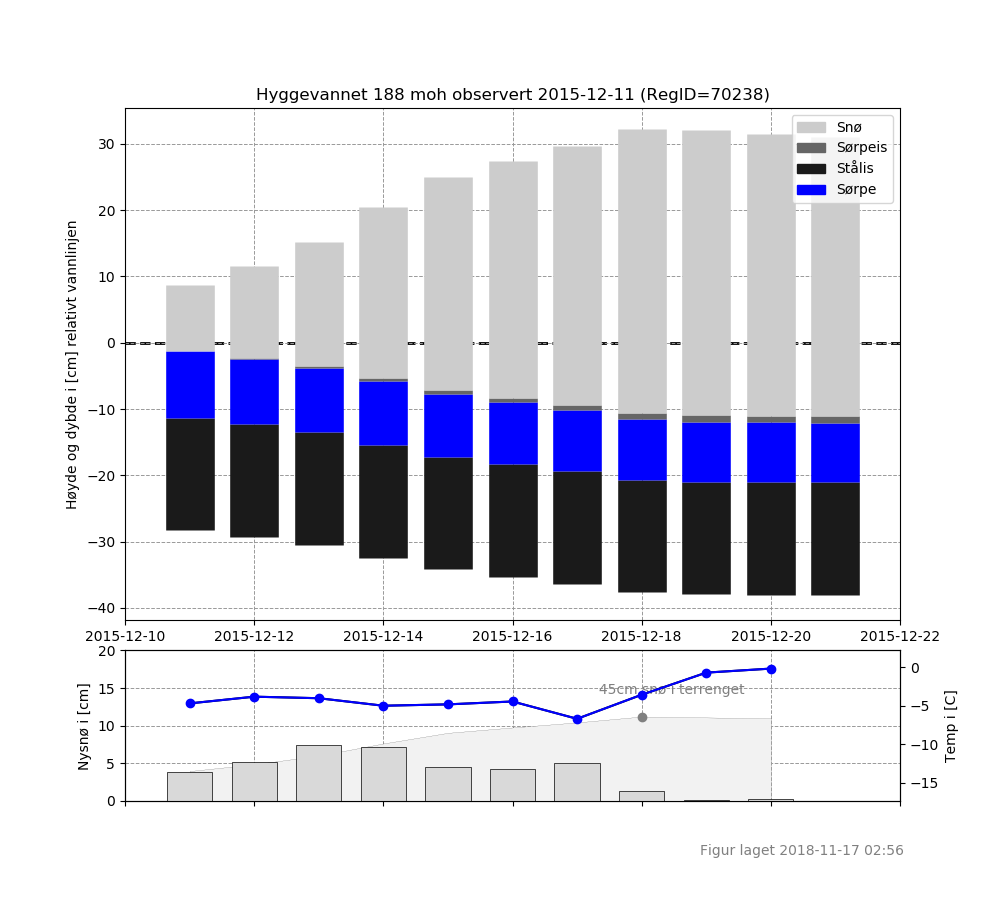 Hyggevannet 188 moh observert 2015-12-11 (RegID=70238)
Snø
Sørpeis
Stålis
Sørpe
Høyde og dybde i [cm] relativt vannlinjen
30
20
10
0
−10
−20
−30
−40
2015-12-10 2015-12-12 2015-12-14 2015-12-16 2015-12-18 2015-12-20 2015-12-22
Nysnø i [cm]
20
15
10
5
0
45cm snø i terrenget
0
−5
−10
−15
Temp i [C]
Figur laget 2018-11-17 02:56